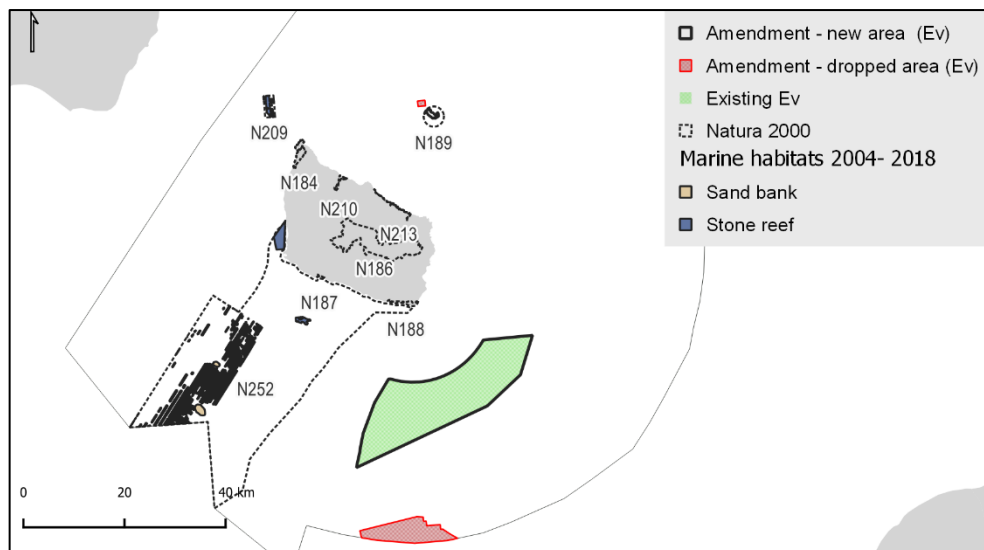 Amendment - new area (Ev)
Amendment - dropped area (Ev)
Existing Ev
Natura 2000
Marine habitats 2004- 2018
Sand bank
Stone reef
N209
N189
N184
N210
N213
N186
N187
N188
N252
0 20 40 km